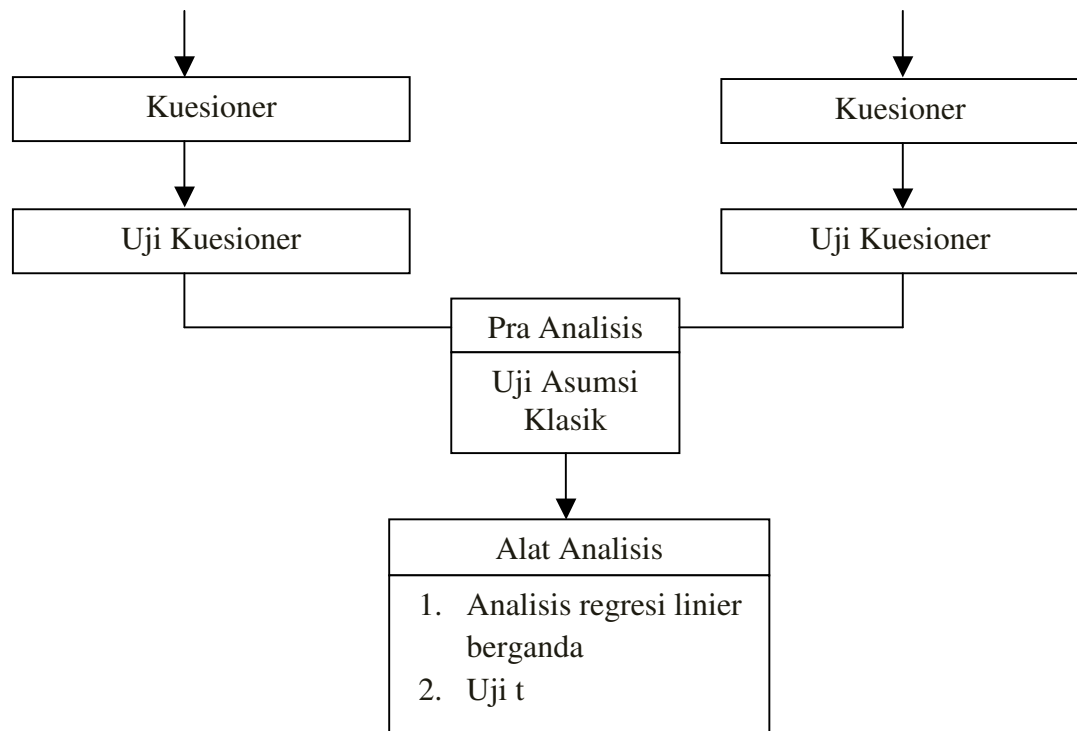 Kuesioner
Kuesioner
Uji Kuesioner
Uji Kuesioner
Pra Analisis
Uji Asumsi
Klasik
Alat Analisis
1. Analisis regresi linier
berganda
2. Uji t